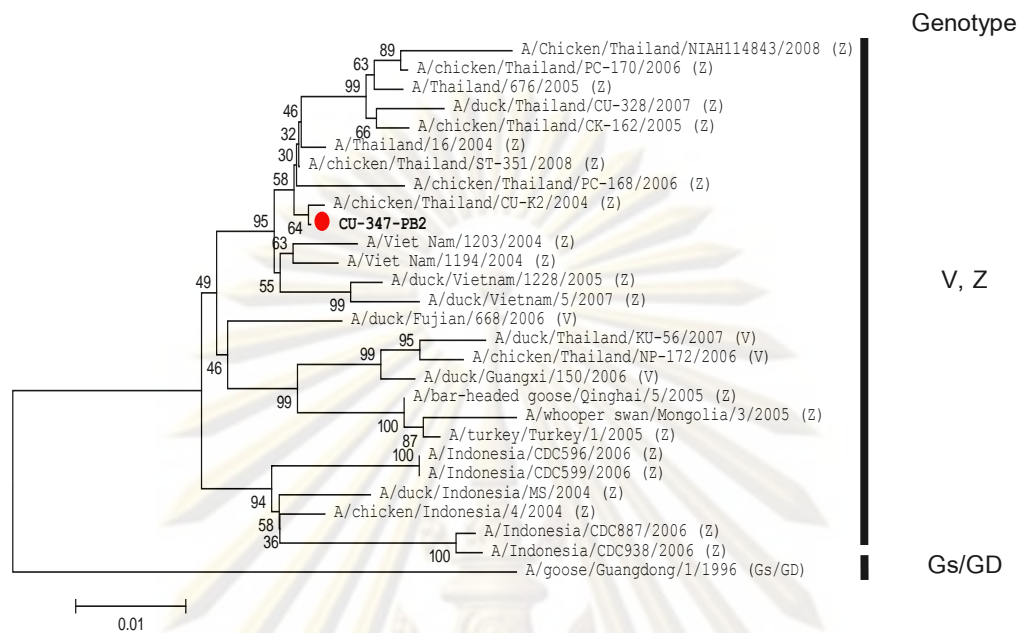 Genotype
89
A/Chicken/Thailand/NIAH114843/2008 (Z)
63
A/chicken/Thailand/PC-170/2006 (Z)
99
A/Thailand/676/2005 (Z)
46
A/duck/Thailand/CU-328/2007 (Z)
66
A/chicken/Thailand/CK-162/2005 (Z)
32
A/Thailand/16/2004 (Z)
30
A/chicken/Thailand/ST-351/2008 (Z)
58
A/chicken/Thailand/PC-168/2006 (Z)
A/chicken/Thailand/CU-K2/2004 (Z)
64
CU-347-PB2
95
63
A/Viet Nam/1203/2004 (Z)
A/Viet Nam/1194/2004 (Z)
49
55
A/duck/Vietnam/1228/2005 (Z)
V, Z
99
A/duck/Vietnam/5/2007 (Z)
A/duck/Fujian/668/2006 (V)
95
A/duck/Thailand/KU-56/2007 (V)
46
99
A/chicken/Thailand/NP-172/2006 (V)
A/duck/Guangxi/150/2006 (V)
99
A/bar-headed goose/Qinghai/5/2005 (Z)
100
A/whooper swan/Mongolia/3/2005 (Z)
87
A/turkey/Turkey/1/2005 (Z)
100
A/Indonesia/CDC596/2006 (Z)
A/Indonesia/CDC599/2006 (Z)
94
A/duck/Indonesia/MS/2004 (Z)
58
A/chicken/Indonesia/4/2004 (Z)
36
A/Indonesia/CDC887/2006 (Z)
100
A/Indonesia/CDC938/2006 (Z)
A/goose/Guangdong/1/1996 (Gs/GD)
Gs/GD
0.01